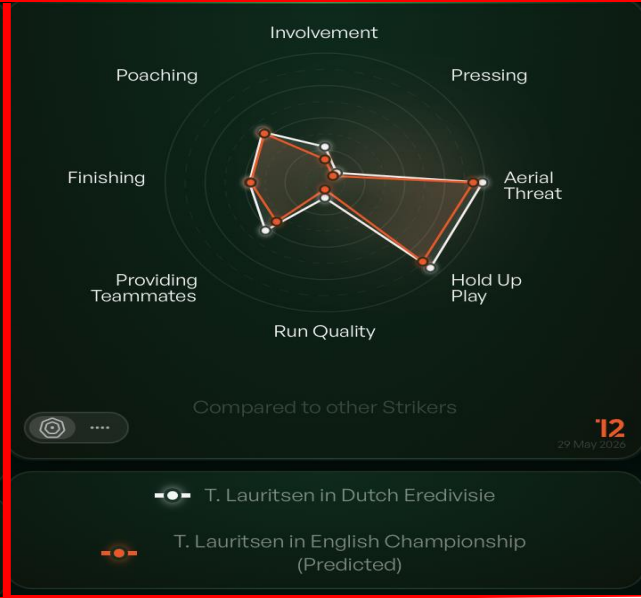 Involvement
Poaching
Pressing
Finishing
Aerial
Threat
Providing
Teammates
Hold Up
Play
Run Quality
Compared to other Strikers
'12
29 May 2026
T. Lauritsen in Dutch Eredivisie
T. Lauritsen in English Championship
(Predicted)